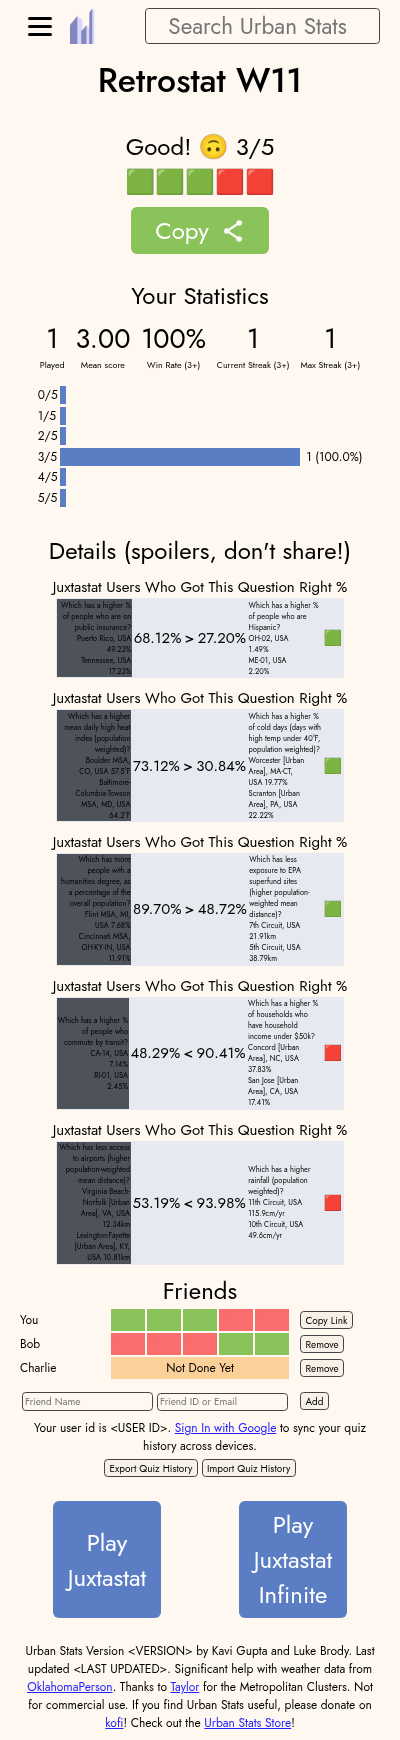 Search Urban Stats
Retrostat W11
Good! 🙃 3/5
🟩🟩🟩🟥🟥
Copy
Your Statistics
1 3.00 100% 1 1
Played Mean score Win Rate (3+) Current Streak (3+) Max Streak (3+)
0/5
1/5
2/5
3/5 1 (100.0%)
4/5
5/5
Details (spoilers, don't share!)
Juxtastat Users Who Got This Question Right %
Which has a higher %
of people who are on
public insurance?
Puerto Rico, USA
49.23%
Tennessee, USA
17.23%
68.12% > 27.20%
Which has a higher %
of people who are
Hispanic?
OH-02, USA
1.49%
ME-01, USA
2.20%
🟩
Juxtastat Users Who Got This Question Right %
Which has a higher
mean daily high heat
index (population
weighted)?
Boulder MSA,
CO, USA 57.5°F
Baltimore-
Columbia-Towson
MSA, MD, USA
64.2°F
73.12% > 30.84%
Which has a higher %
of cold days (days with
high temp under 40°F,
population weighted)?
Worcester [Urban
Area], MA-CT,
USA 19.77%
Scranton [Urban
Area], PA, USA
22.22%
🟩
Juxtastat Users Who Got This Question Right %
Which has more
people with a
humanities degree, as
a percentage of the
overall population?
Flint MSA, MI,
USA 7.68%
Cincinnati MSA,
OH-KY-IN, USA
11.91%
89.70% > 48.72%
Which has less
exposure to EPA
superfund sites
(higher population-
weighted mean
distance)?
7th Circuit, USA
21.91km
5th Circuit, USA
38.79km
🟩
Juxtastat Users Who Got This Question Right %
Which has a higher %
of people who
commute by transit?
CA-14, USA
7.14%
RI-01, USA
2.45%
48.29% < 90.41%
Which has a higher %
of households who
have household
income under $50k?
Concord [Urban
Area], NC, USA
37.83%
San Jose [Urban
Area], CA, USA
17.41%
🟥
Juxtastat Users Who Got This Question Right %
Which has less access
to airports (higher
population-weighted
mean distance)?
Virginia Beach-
Norfolk [Urban
Area], VA, USA
12.34km
Lexington-Fayette
[Urban Area], KY,
USA 10.81km
53.19% < 93.98%
Which has a higher
rainfall (population
weighted)?
11th Circuit, USA
115.9cm/yr
10th Circuit, USA
49.6cm/yr
🟥
Friends
You Copy Link
Bob Remove
Charlie Not Done Yet Remove
Friend Name Friend ID or Email Add
Your user id is <USER ID>. Sign In with Google to sync your quiz
history across devices.
Export Quiz History Import Quiz History
Play
Juxtastat
Play
Juxtastat
Infinite
Urban Stats Version <VERSION> by Kavi Gupta and Luke Brody. Last
updated <LAST UPDATED>. Significant help with weather data from
OklahomaPerson. Thanks to Taylor for the Metropolitan Clusters. Not
for commercial use. If you find Urban Stats useful, please donate on
kofi! Check out the Urban Stats Store!